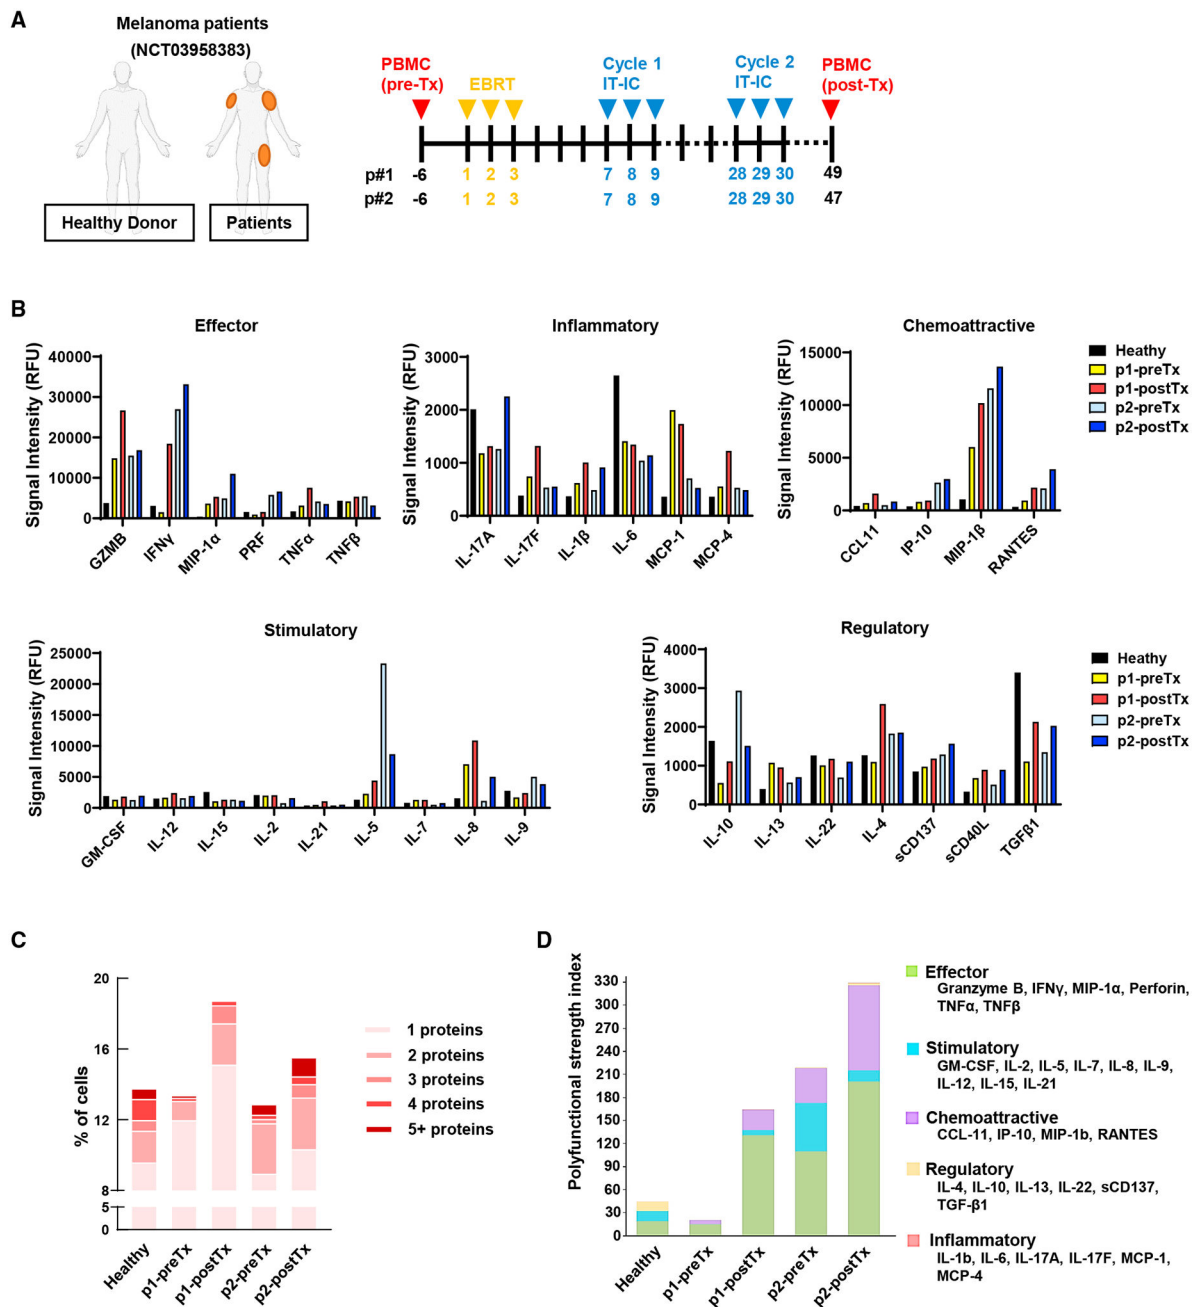 A
Melanoma patients
(NCT03958383)
Healthy Donor
Patients
PBMC
(pre-Tx)
EBRT
Cycle 1
IT-IC
Cycle 2
IT-IC
PBMC
(post-Tx)
p#1 -6 1 2 3 7 8 9 28 29 30 49
p#2 -6 1 2 3 7 8 9 28 29 30 47
B
Effector
Signal Intensity (RFU)
40000
30000
20000
10000
0
GZMB
IFNγ
MIP-1α
PRF
TNFα
TNFβ
Inflammatory
Signal Intensity (RFU)
3000
2000
1000
0
IL-17A
IL-17F
IL-1β
IL-6
MCP-1
MCP-4
Chemoattractive
Signal Intensity (RFU)
15000
10000
5000
0
CCL11
IP-10
MIP-1β
RANTES
Heathy
p1-preTx
p1-postTx
p2-preTx
p2-postTx
Stimulatory
Signal Intensity (RFU)
25000
20000
15000
10000
5000
0
GM-CSF
IL-12
IL-15
IL-2
IL-21
IL-5
IL-7
IL-8
IL-9
Regulatory
Signal Intensity (RFU)
4000
3000
2000
1000
0
IL-10
IL-13
IL-22
IL-4
sCD137
sCD40L
TGFβ1
Heathy
p1-preTx
p1-postTx
p2-preTx
p2-postTx
C
% of cells
20
16
12
8
5
0
Healthy
p1-preTx
p1-postTx
p2-preTx
p2-postTx
1 proteins
2 proteins
3 proteins
4 proteins
5+ proteins
D
Polyfunctional strength index
330
300
270
240
210
180
150
120
90
60
30
0
Healthy
p1-preTx
p1-postTx
p2-preTx
p2-postTx
Effector
Granzyme B, IFNγ, MIP-1α, Perforin,
TNFα, TNFβ
Stimulatory
GM-CSF, IL-2, IL-5, IL-7, IL-8, IL-9,
IL-12, IL-15, IL-21
Chemoattractive
CCL-11, IP-10, MIP-1b, RANTES
Regulatory
IL-4, IL-10, IL-13, IL-22, sCD137,
TGF-β1
Inflammatory
IL-1b, IL-6, IL-17A, IL-17F, MCP-1,
MCP-4